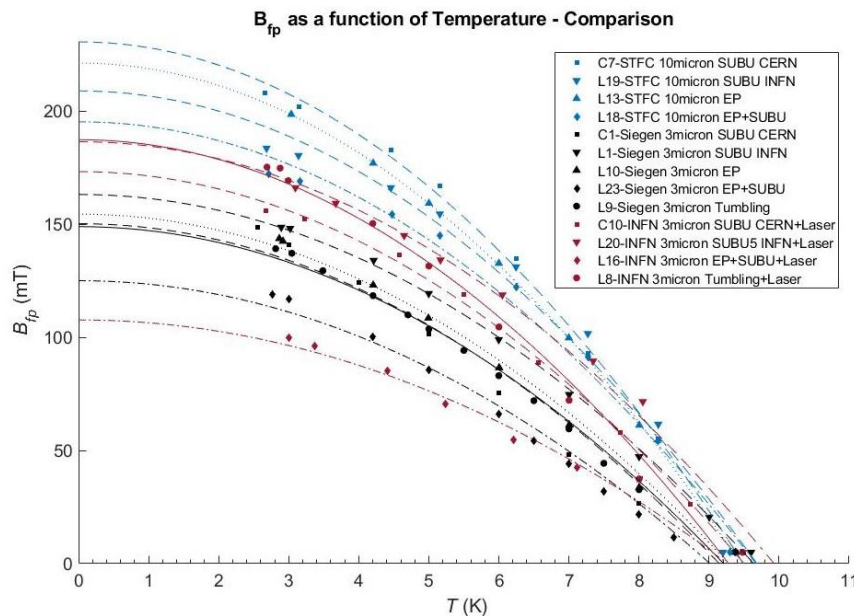 B_fp as a function of Temperature - Comparison
C7-STFC 10micron SUBU CERN
L19-STFC 10micron SUBU INFN
L13-STFC 10micron EP
L18-STFC 10micron EP+SUBU
C1-Siegen 3micron SUBU CERN
L1-Siegen 3micron SUBU INFN
L10-Siegen 3micron EP
L23-Siegen 3micron EP+SUBU
L9-Siegen 3micron Tumbling
C10-INFN 3micron SUBU CERN+Laser
L20-INFN 3micron SUBU5 INFN+Laser
L16-INFN 3micron EP+SUBU+Laser
L8-INFN 3micron Tumbling+Laser
B_fp (mT)
200
150
100
50
0
0 1 2 3 4 5 6 7 8 9 10 11
T (K)